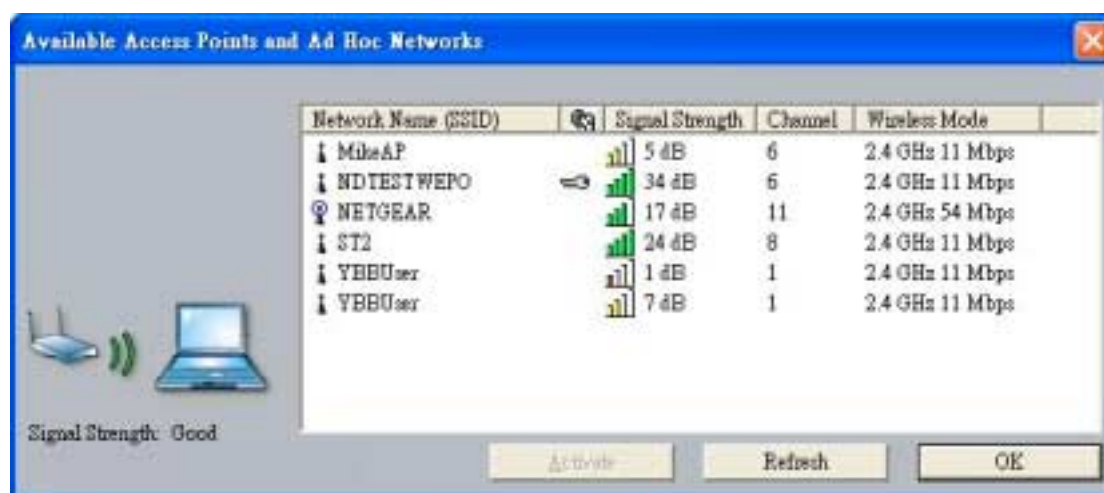 Available Access Points and Ad Hoc Networks
Network Name (SSID) Signal Strength Channel Wireless Mode
MikeAP 5 dB 6 2.4 GHz 11 Mbps
NDTESTWEPO 34 dB 6 2.4 GHz 11 Mbps
NETGEAR 17 dB 11 2.4 GHz 54 Mbps
ST2 24 dB 8 2.4 GHz 11 Mbps
YBBUser 1 dB 1 2.4 GHz 11 Mbps
YBBUser 7 dB 1 2.4 GHz 11 Mbps
Signal Strength: Good
Activate Refresh OK